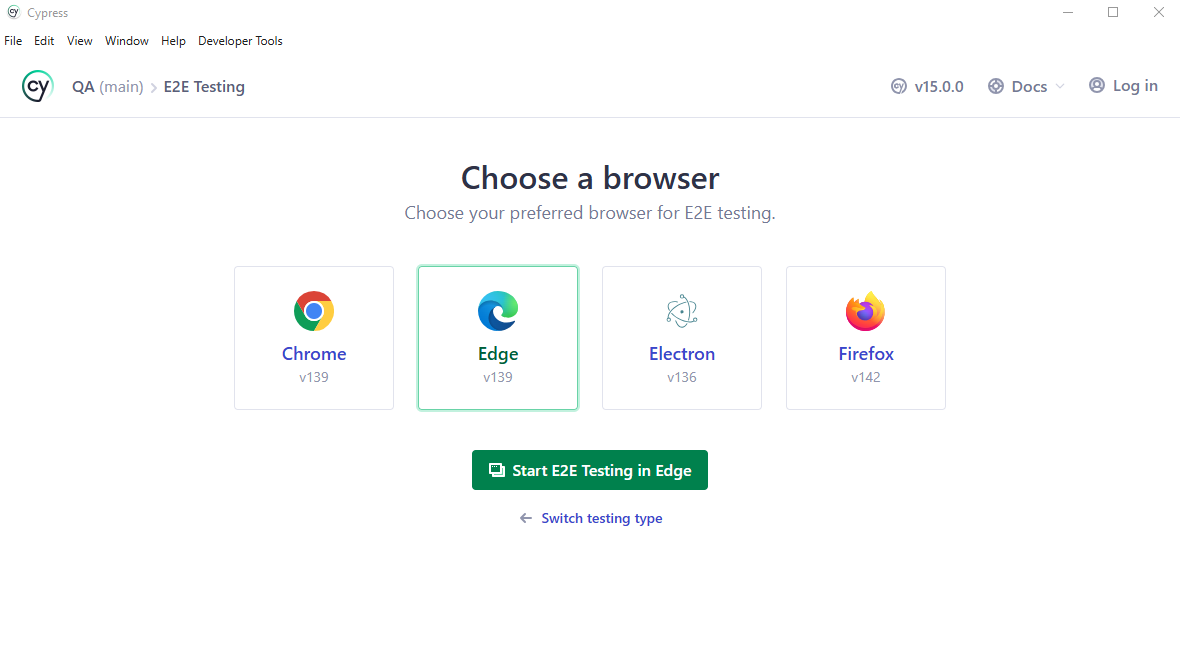 cy Cypress
File Edit View Window Help Developer Tools
cy QA (main) E2E Testing cy v15.0.0 Docs Log in
Choose a browser
Choose your preferred browser for E2E testing.
Chrome Edge Electron Firefox
v139 v139 v136 v142
Start E2E Testing in Edge
Switch testing type